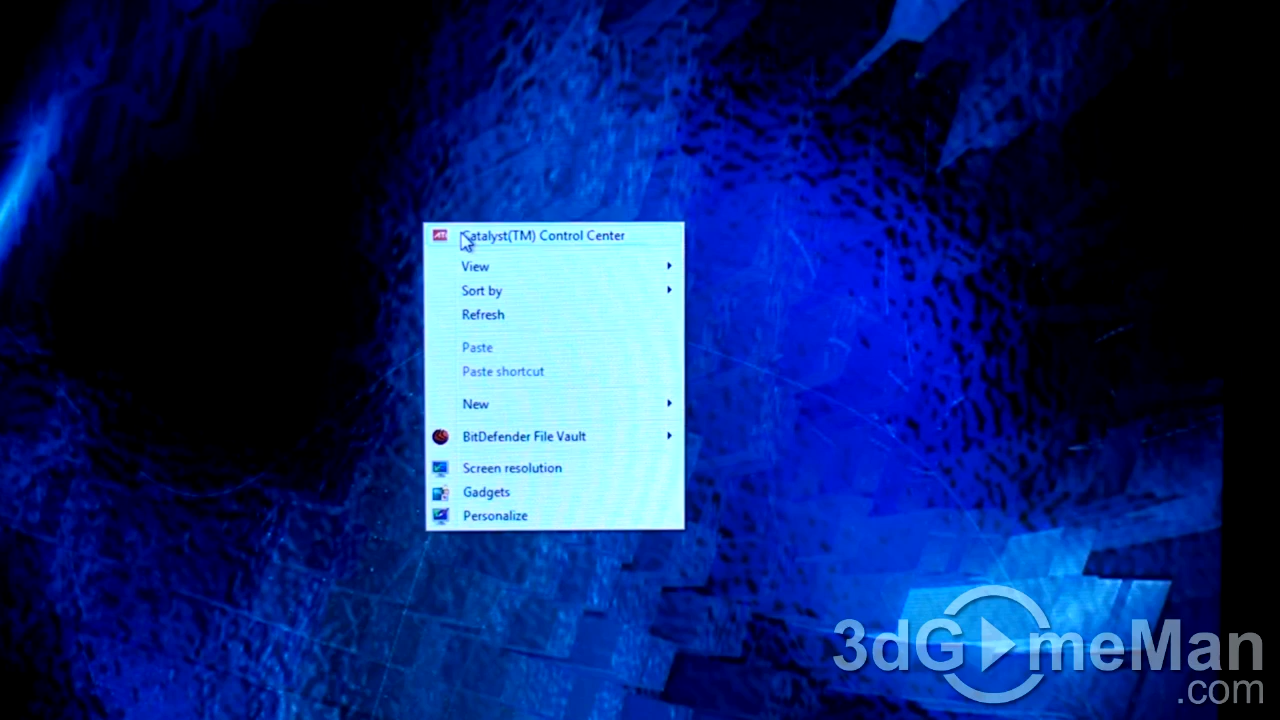 ATI Catalyst(TM) Control Center
View
Sort by
Refresh
Paste
Paste shortcut
New
BitDefender File Vault
Screen resolution
Gadgets
Personalize
3dGameMan
.com